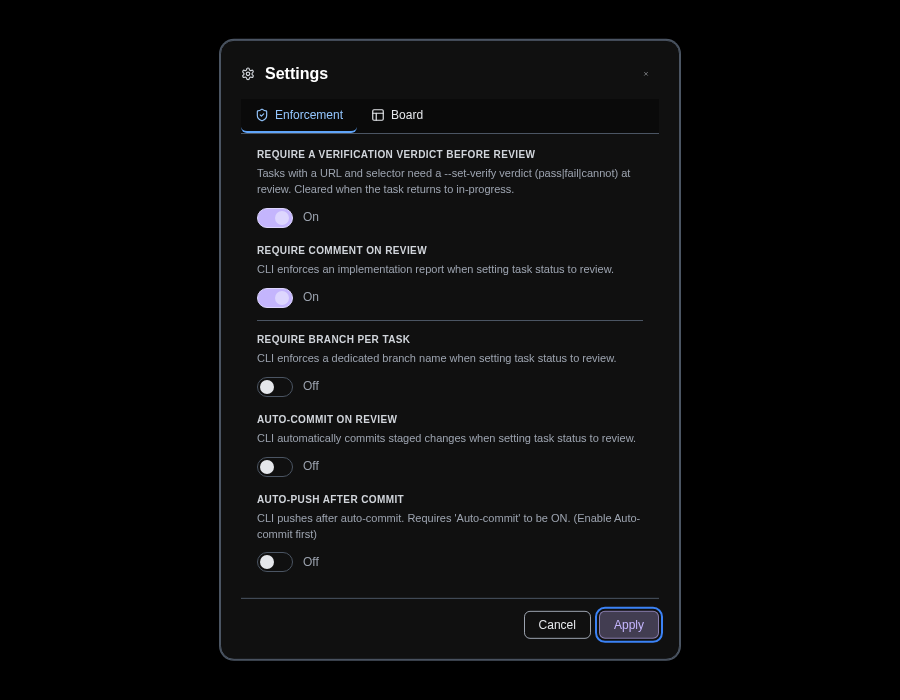 Settings
×
Enforcement
Board
REQUIRE A VERIFICATION VERDICT BEFORE REVIEW
Tasks with a URL and selector need a --set-verify verdict (pass|fail|cannot) at
review. Cleared when the task returns to in-progress.
On
REQUIRE COMMENT ON REVIEW
CLI enforces an implementation report when setting task status to review.
On
REQUIRE BRANCH PER TASK
CLI enforces a dedicated branch name when setting task status to review.
Off
AUTO-COMMIT ON REVIEW
CLI automatically commits staged changes when setting task status to review.
Off
AUTO-PUSH AFTER COMMIT
CLI pushes after auto-commit. Requires 'Auto-commit' to be ON. (Enable Auto-
commit first)
Off
Cancel
Apply